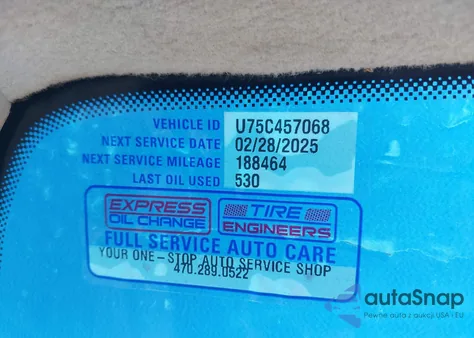 VEHICLE ID U75C457068
NEXT SERVICE DATE 02/28/2025
NEXT SERVICE MILEAGE 188464
LAST OIL USED 530
EXPRESS OIL CHANGE
TIRE ENGINEERS
FULL SERVICE AUTO CARE
YOUR ONE-STOP AUTO SERVICE SHOP
470.289.0522
autaSnap
Pewne auta z aukcji USA i EU